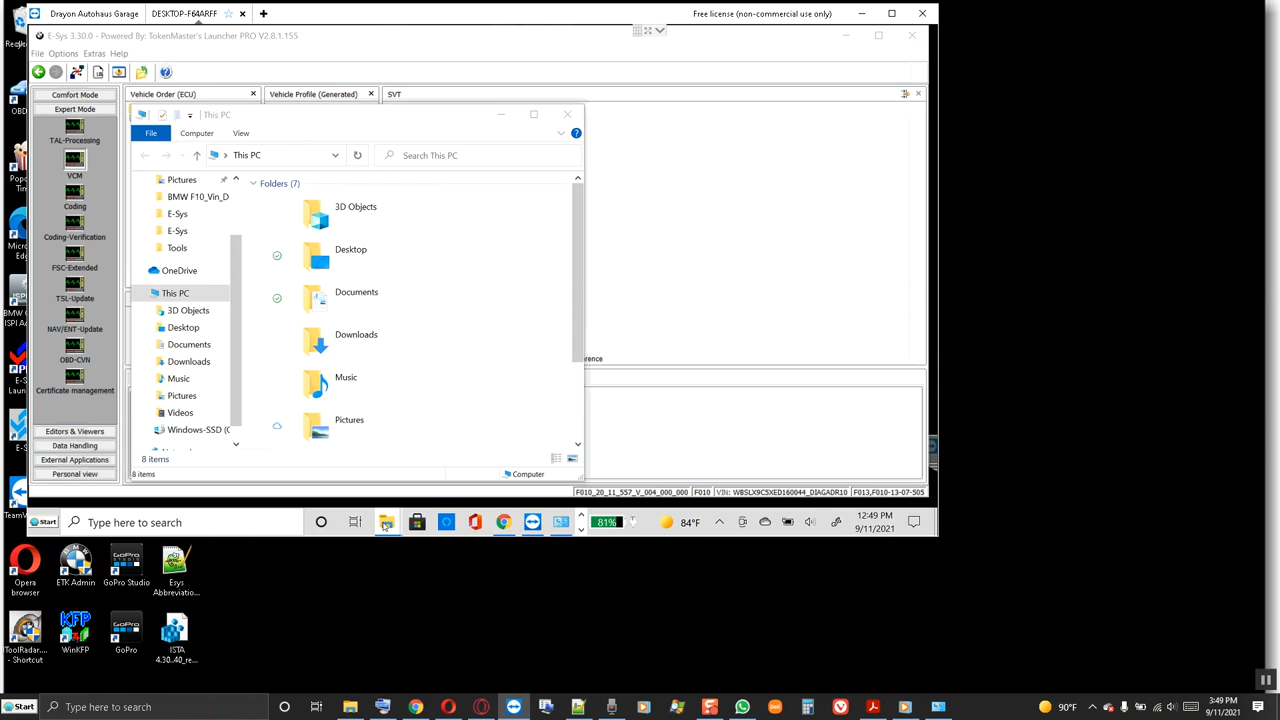 Drayon Autohaus Garage
DESKTOP-F64ARFF
Free license (non-commercial use only)
E-Sys 3.30.0 - Powered By: TokenMaster's Launcher PRO V2.8.1.155
File Options Extras Help
Comfort Mode
Expert Mode
TAL-Processing
VCM
Coding
Coding-Verification
FSC-Extended
TSL-Update
NAV/ENT-Update
OBD-CVN
Certificate management
Editors & Viewers
Data Handling
External Applications
Personal view
Vehicle Order (ECU)
Vehicle Profile (Generated)
SVT
This PC
File
Computer
View
This PC
Search This PC
Pictures
BMW F10_Vin_D
E-Sys
E-Sys
Tools
OneDrive
This PC
3D Objects
Desktop
Documents
Downloads
Music
Pictures
Videos
Windows-SSD (
Folders (7)
3D Objects
Desktop
Documents
Downloads
Music
Pictures
8 items
8 items
Computer
erence
F010_20_11_557_V_004_000_000
F010
VIN: WBSLX9C5XED160044_DIAGADR10
F013,F010-13-07-505
Start
Type here to search
81%
84°F
12:49 PM
9/11/2021
Opera browser
ETK Admin
GoPro Studio
Esys Abbreviatio...
iToolRadar.... - Shortcut
WinKFP
GoPro
ISTA 4.30..40_re...
Start
Type here to search
90°F
3:49 PM
9/11/2021